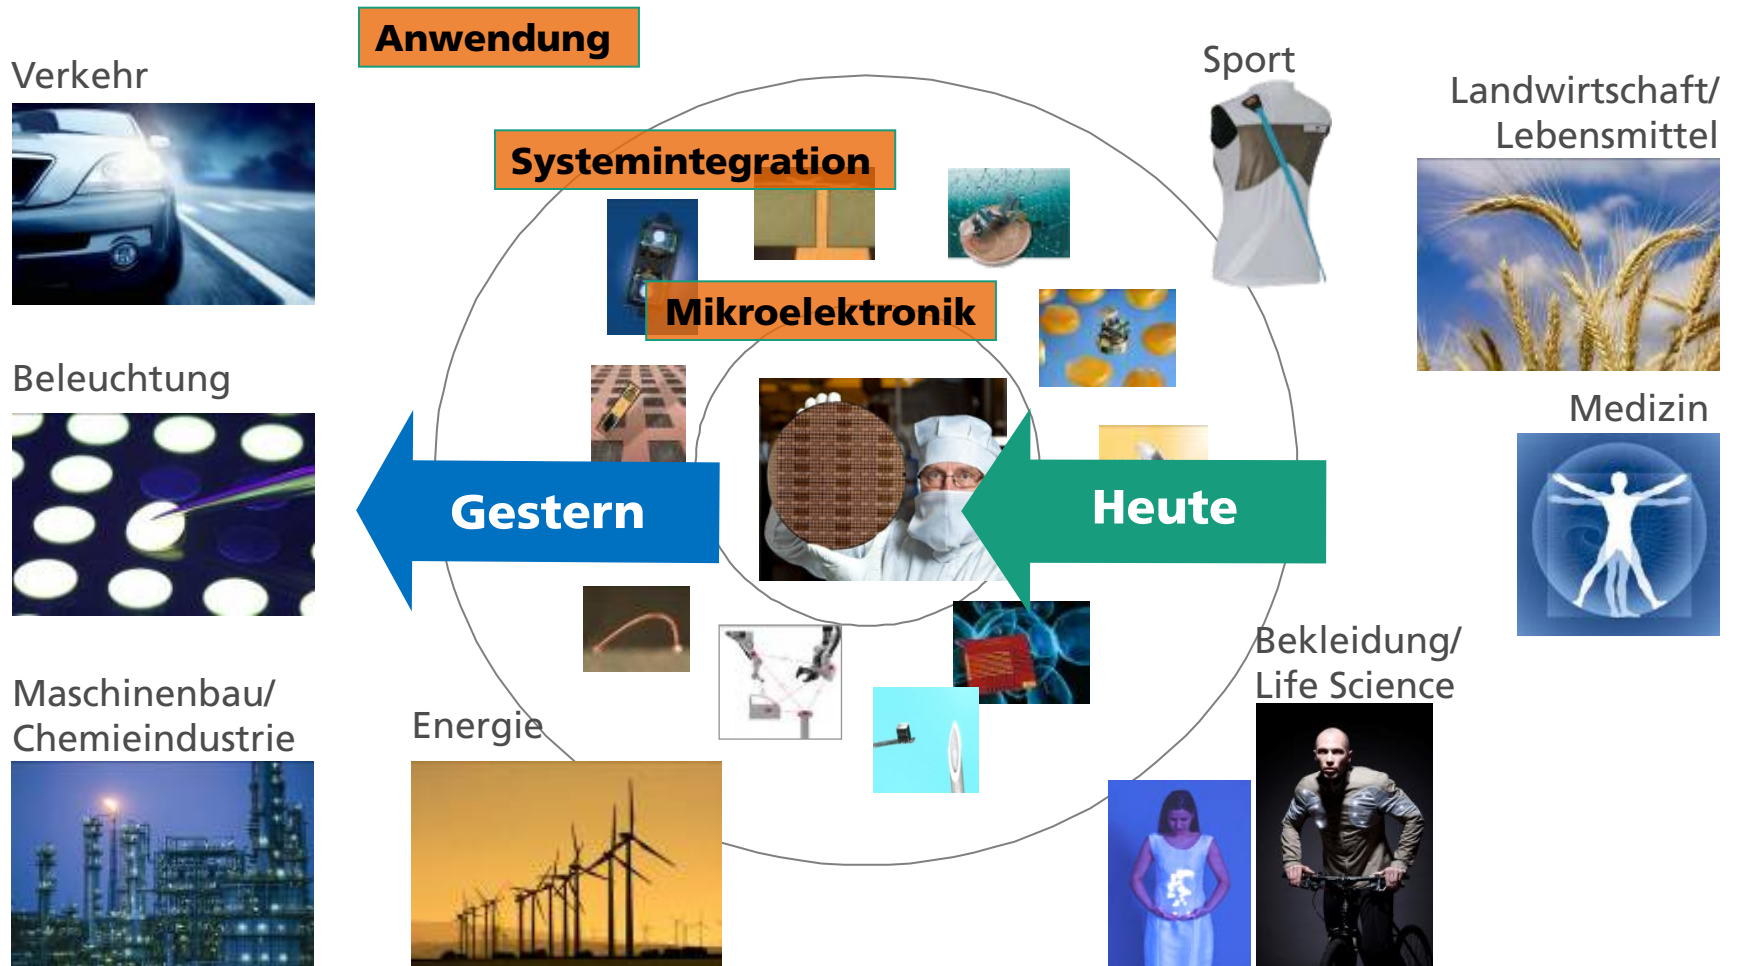 Anwendung
Verkehr
Sport
Landwirtschaft/
Lebensmittel
Systemintegration
Mikroelektronik
Beleuchtung
Medizin
Gestern
Heute
Bekleidung/
Life Science
Maschinenbau/
Chemieindustrie
Energie